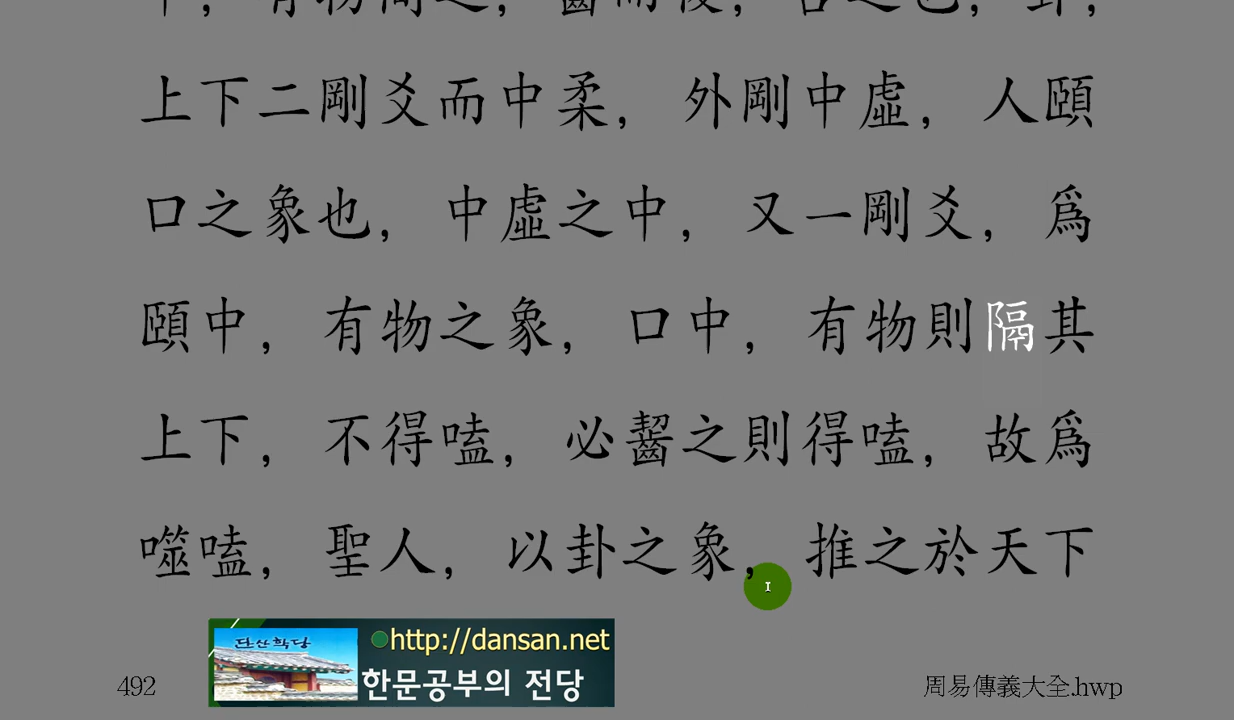 上下二剛爻而中柔, 外剛中虛, 人頤
口之象也, 中虛之中, 又一剛爻, 爲
頤中, 有物之象, 口中, 有物則隔其
上下, 不得嗑, 必齧之則得嗑, 故爲
噬嗑, 聖人, 以卦之象, 推之於天下
단산학당
http://dansan.net
한문공부의 전당
492
周易傳義大全.hwp